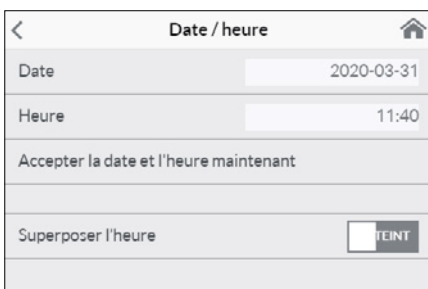 Date / heure
Date 2020-03-31
Heure 11:40
Accepter la date et l'heure maintenant
Superposer l'heure TEINT